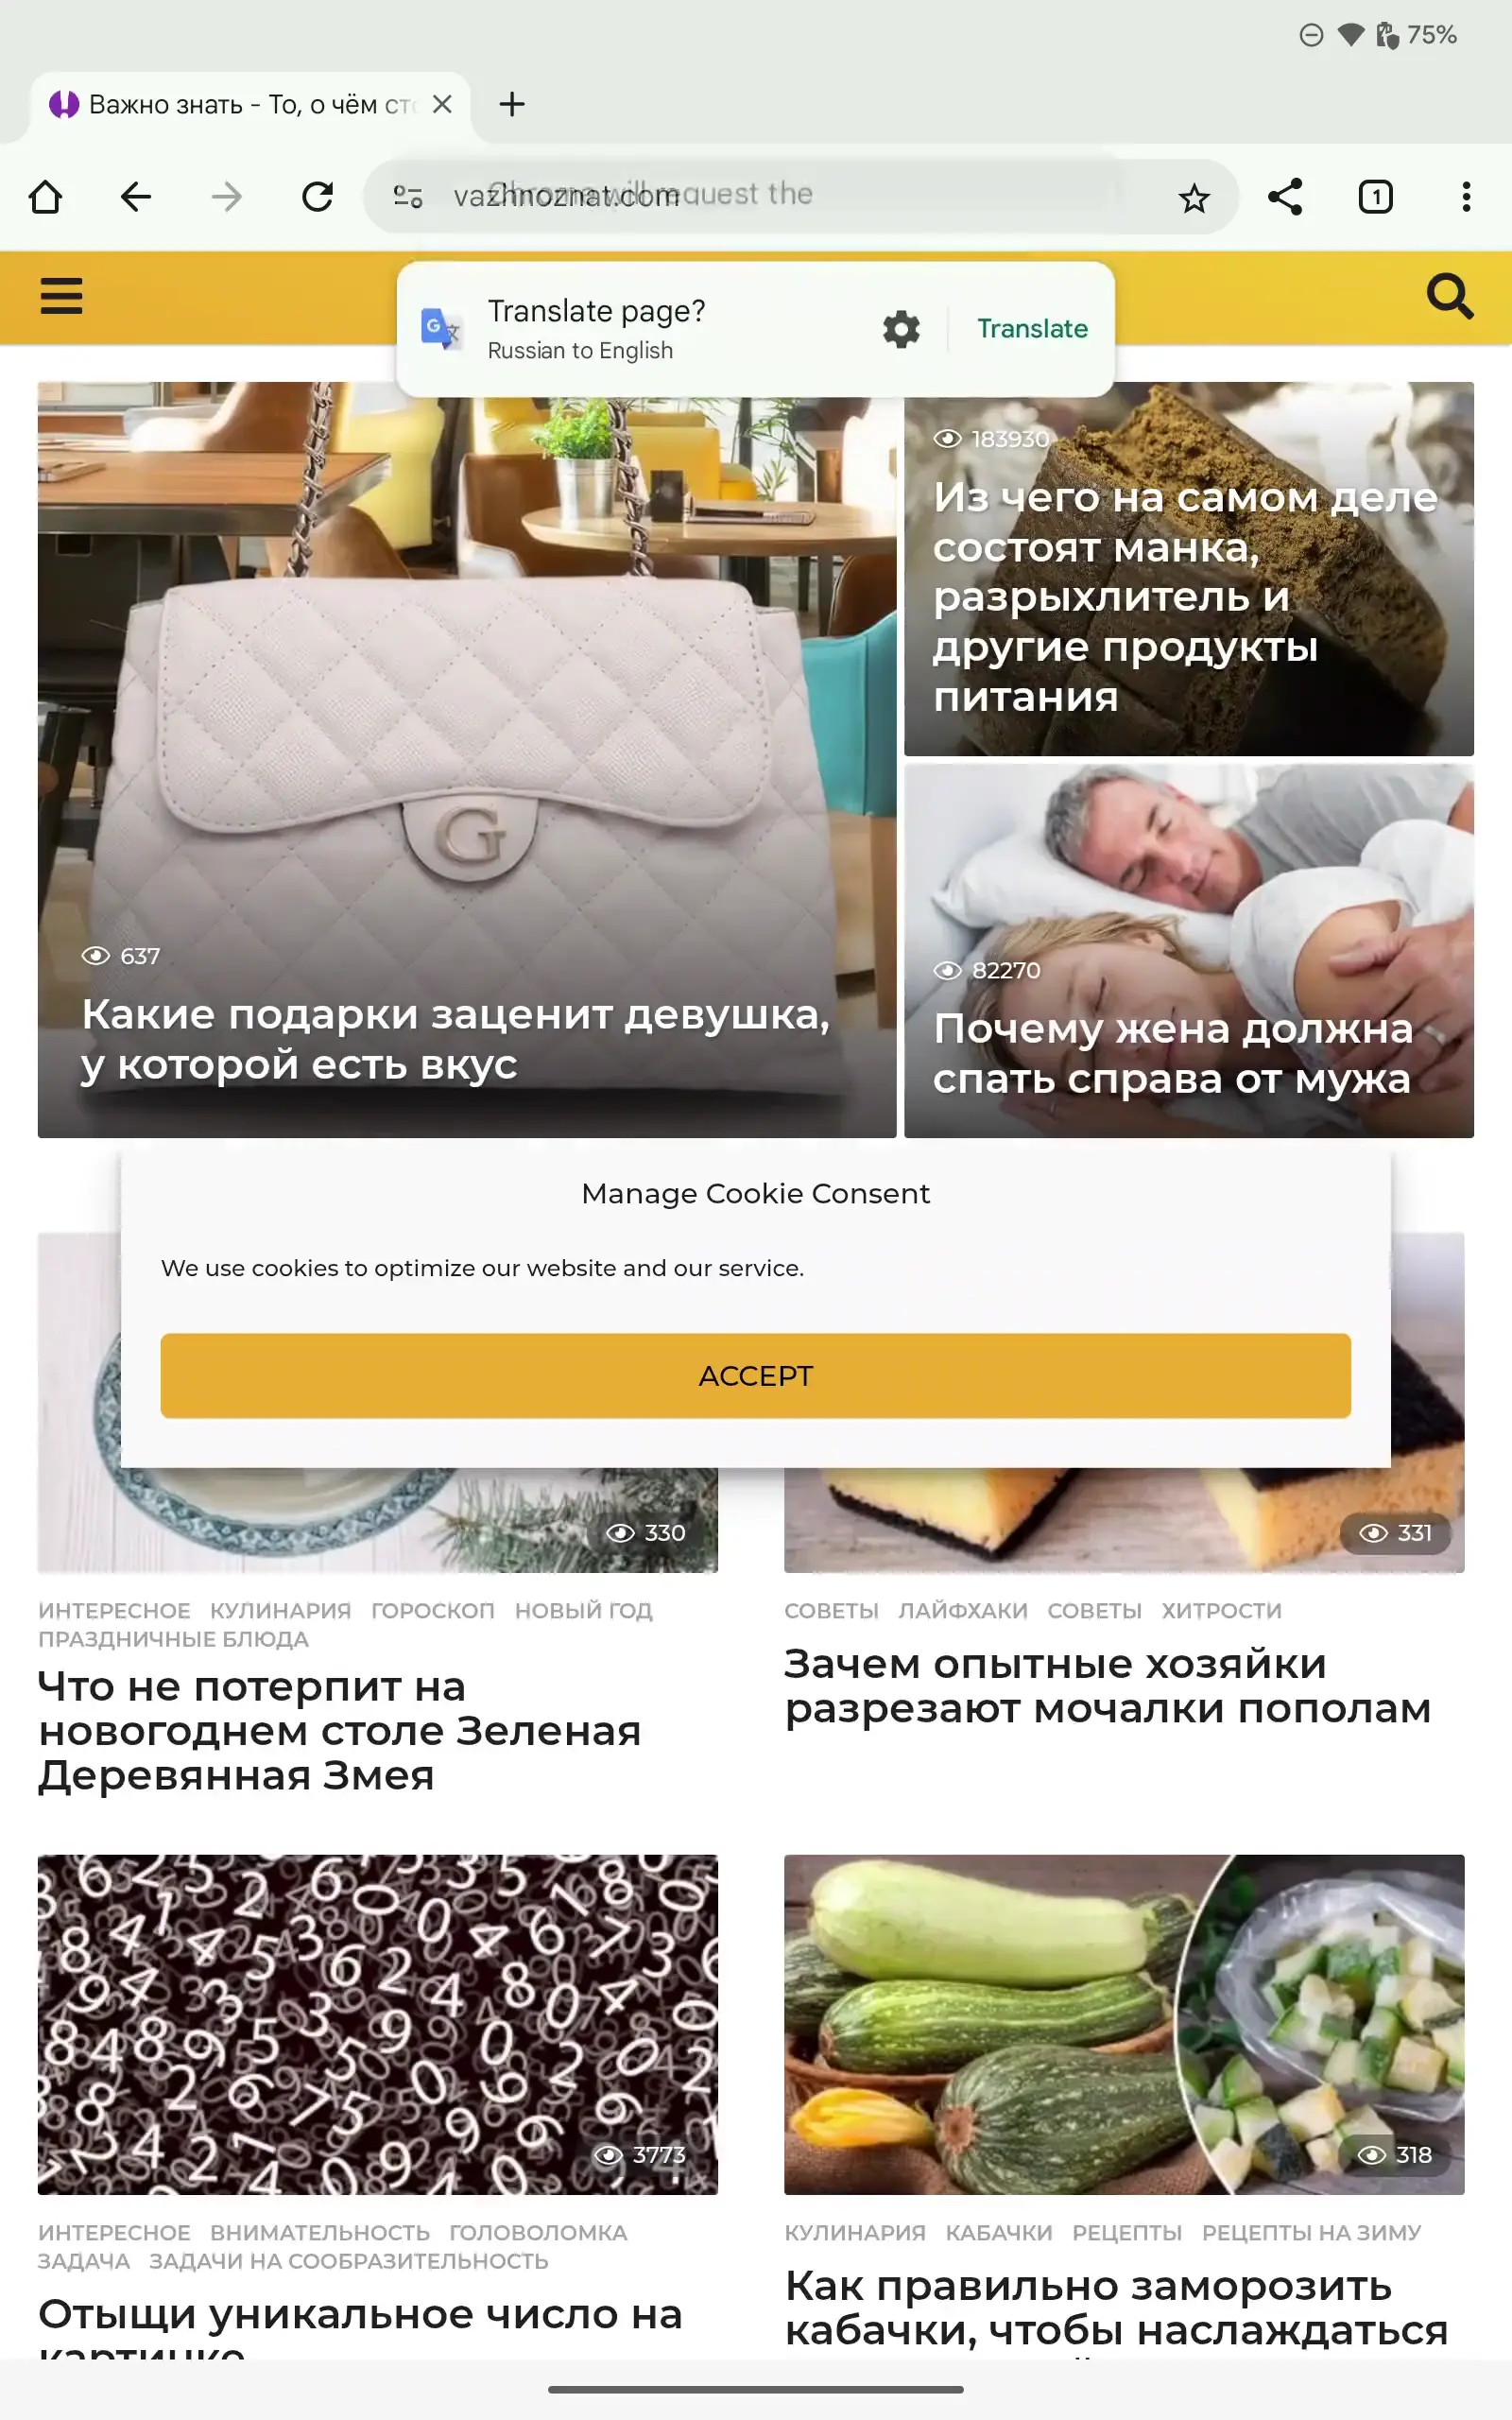 75%
Важно знать - То, о чём сто
vazhnoznat.com
Chrome will request the
1
Translate page?
Russian to English
Translate
183930
Из чего на самом деле
состоят манка,
разрыхлитель и
другие продукты
питания
G
637
Какие подарки заценит девушка,
у которой есть вкус
82270
Почему жена должна
спать справа от мужа
Manage Cookie Consent
We use cookies to optimize our website and our service.
ACCEPT
330
ИНТЕРЕСНОЕ КУЛИНАРИЯ ГОРОСКОП НОВЫЙ ГОД
ПРАЗДНИЧНЫЕ БЛЮДА
Что не потерпит на
новогоднем столе Зеленая
Деревянная Змея
331
СОВЕТЫ ЛАЙФХАКИ СОВЕТЫ ХИТРОСТИ
Зачем опытные хозяйки
разрезают мочалки пополам
3773
ИНТЕРЕСНОЕ ВНИМАТЕЛЬНОСТЬ ГОЛОВОЛОМКА
ЗАДАЧА ЗАДАЧИ НА СООБРАЗИТЕЛЬНОСТЬ
Отыщи уникальное число на
картинке
318
КУЛИНАРИЯ КАБАЧКИ РЕЦЕПТЫ РЕЦЕПТЫ НА ЗИМУ
Как правильно заморозить
кабачки, чтобы наслаждаться